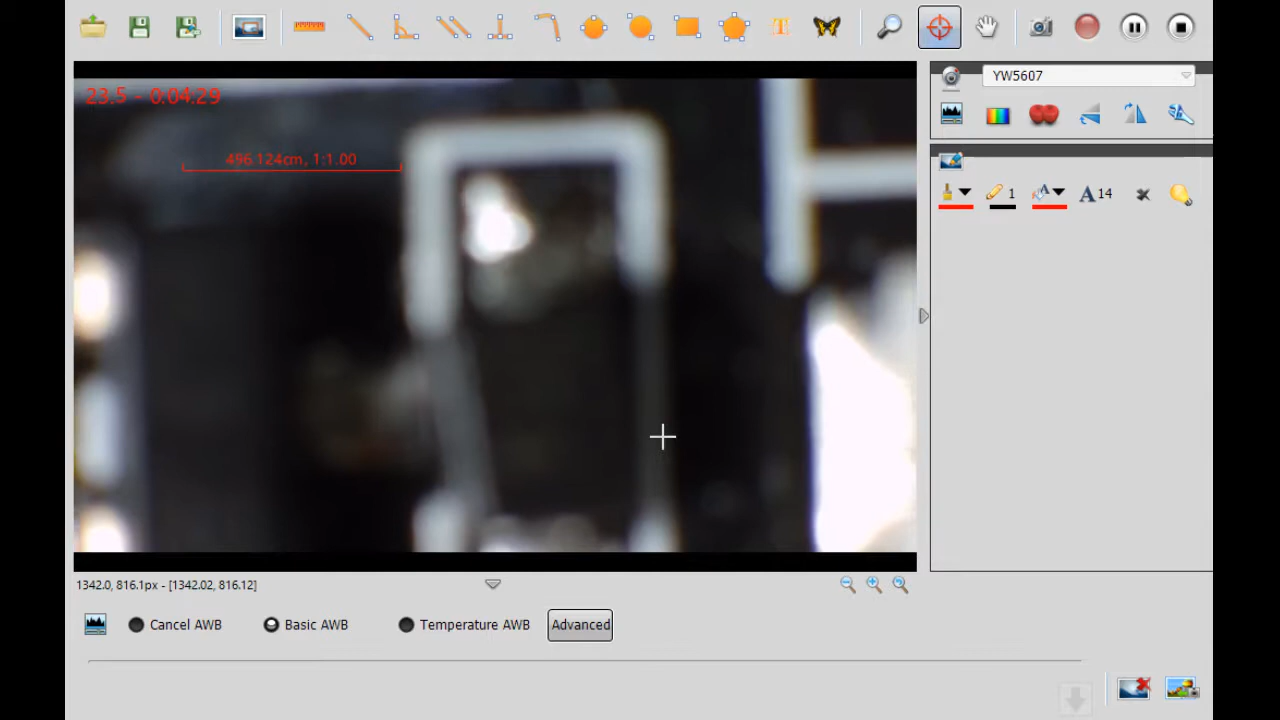 T
YW5607
23.5 - 0:04.29
496.124cm, 1:1.00
1
A 14
1342.0, 816.1px - [1342.02, 816.12]
Cancel AWB
Basic AWB
Temperature AWB
Advanced